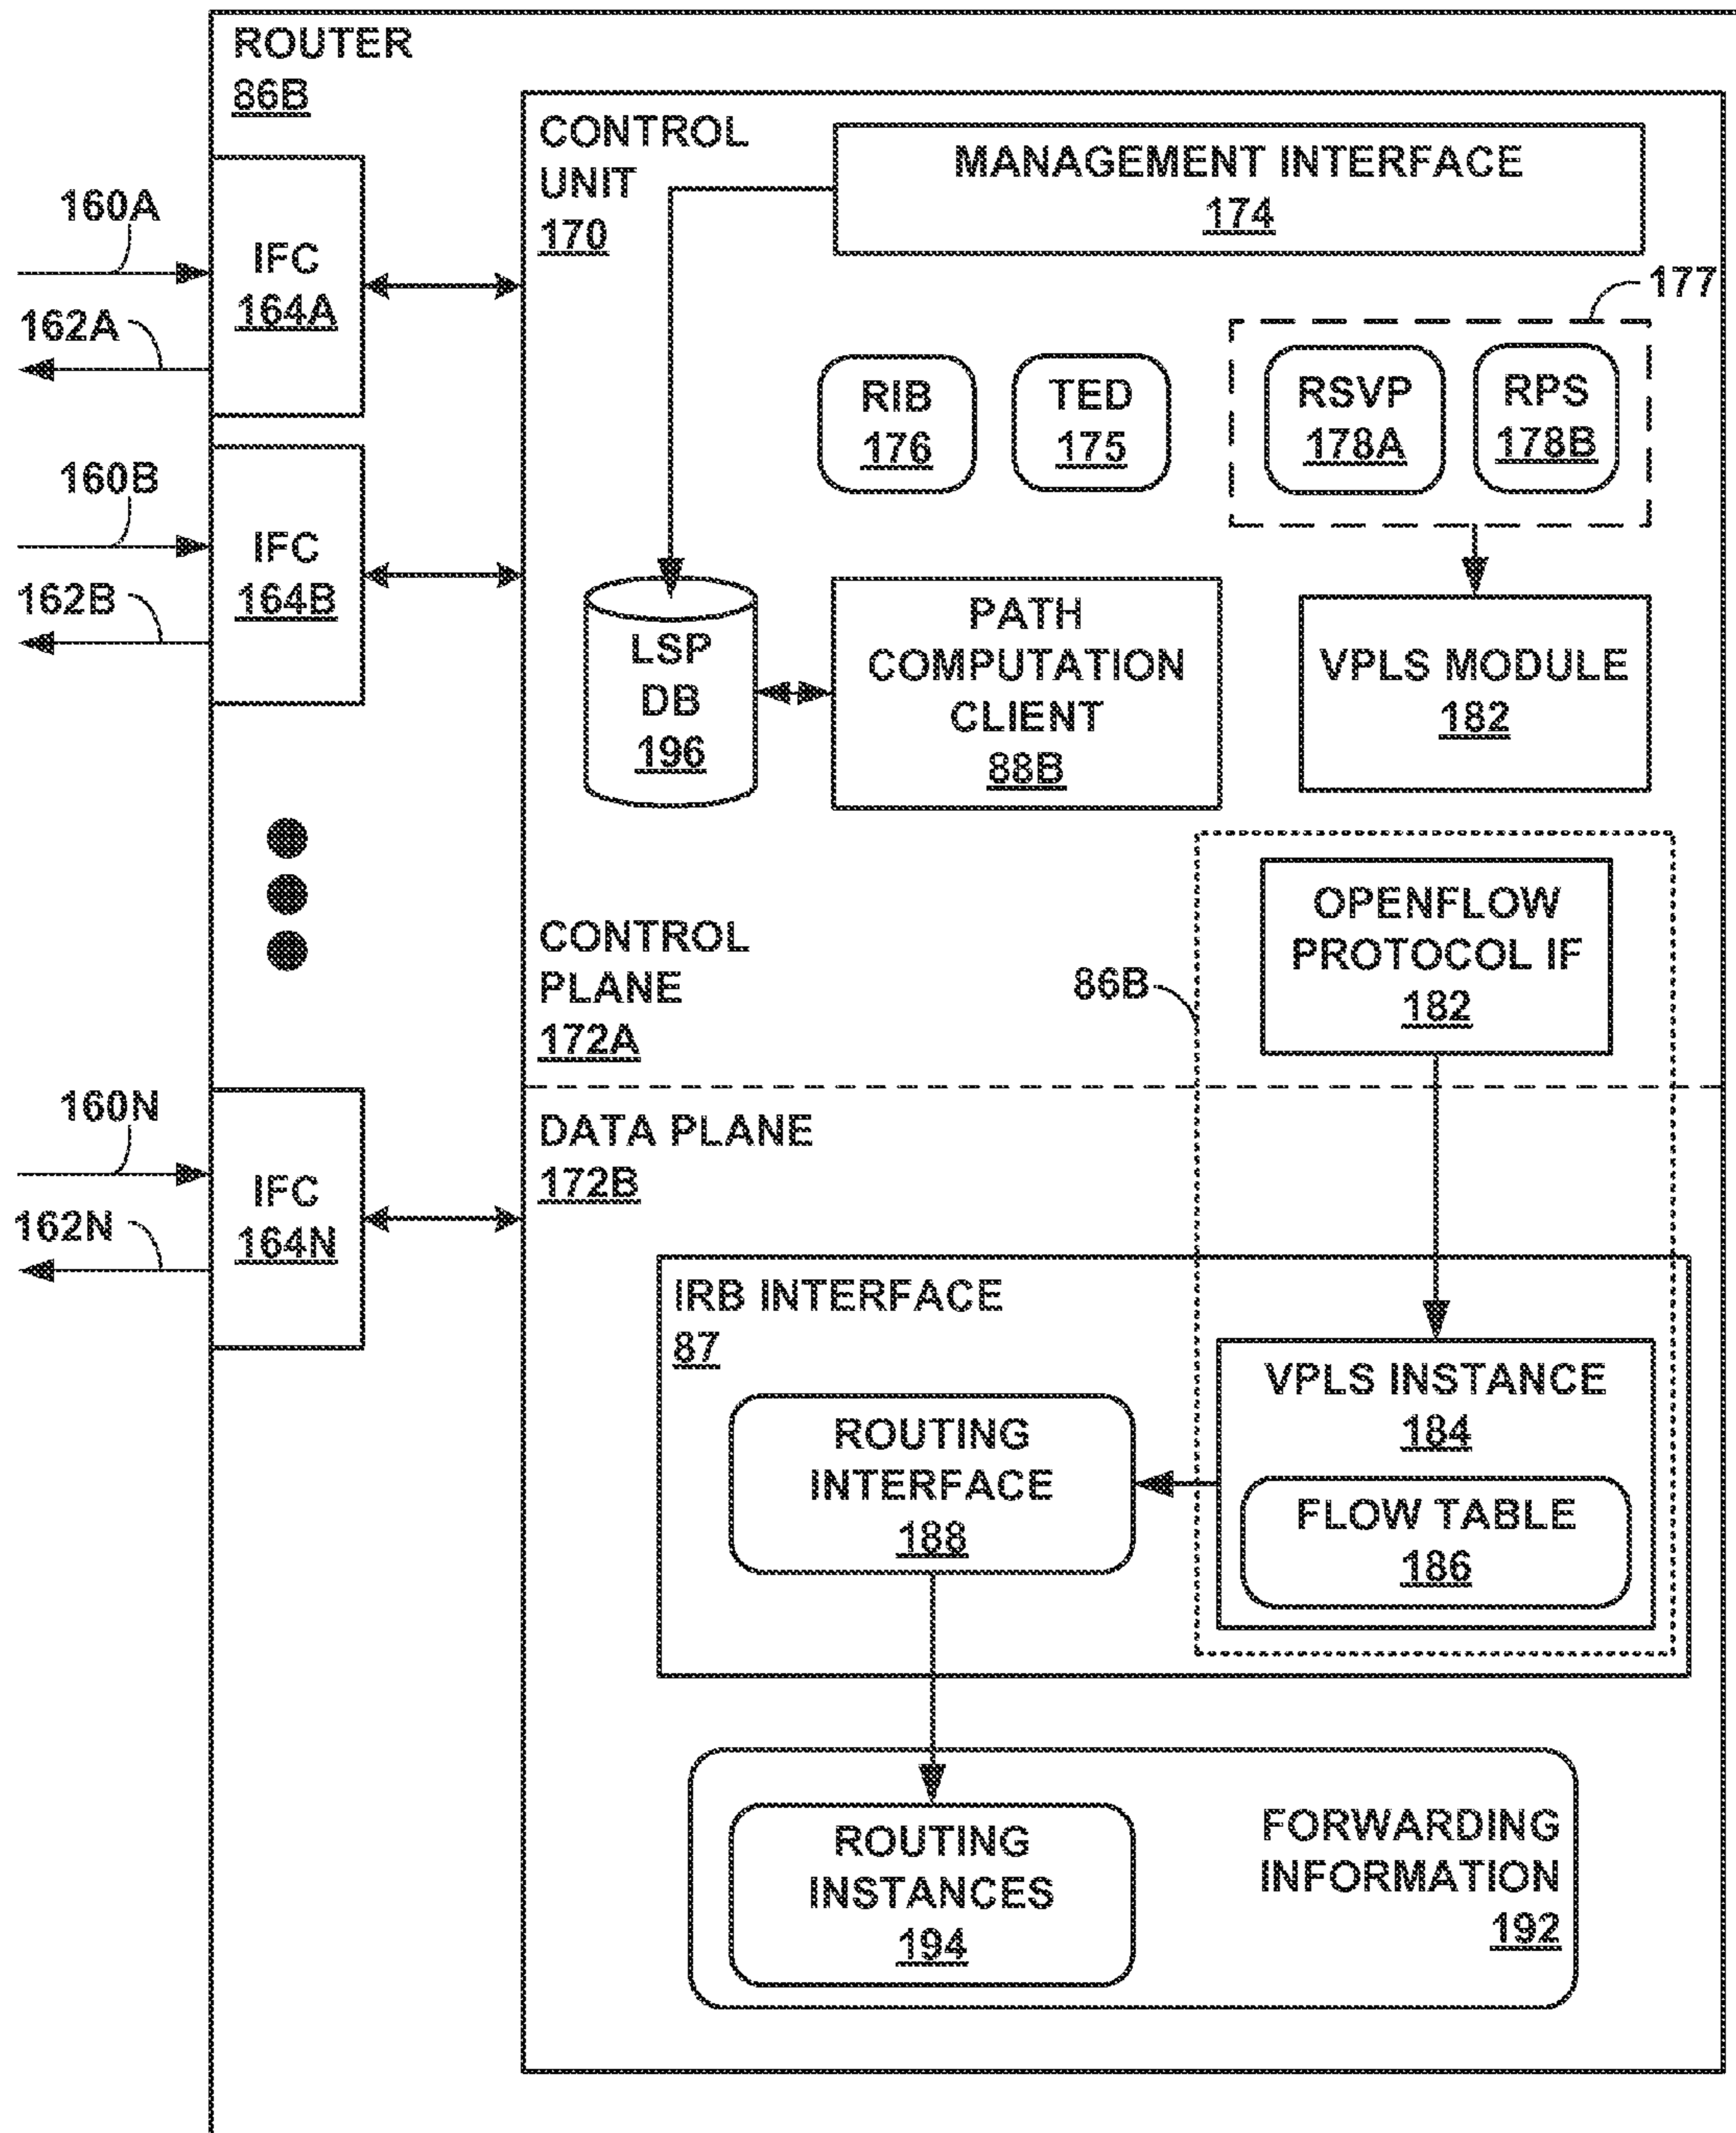 ROUTER
86B
CONTROL
UNIT
170
MANAGEMENT INTERFACE
174
160A
IFC
164A
162A
177
RIB
176
TED
175
RSVP
178A
RPS
178B
160B
IFC
164B
162B
LSP
DB
196
PATH
COMPUTATION
CLIENT
88B
VPLS MODULE
182
OPENFLOW
PROTOCOL IF
182
CONTROL
PLANE
172A
86B
160N
IFC
164N
162N
DATA PLANE
172B
IRB INTERFACE
87
VPLS INSTANCE
184
ROUTING
INTERFACE
188
FLOW TABLE
186
ROUTING
INSTANCES
194
FORWARDING
INFORMATION
192